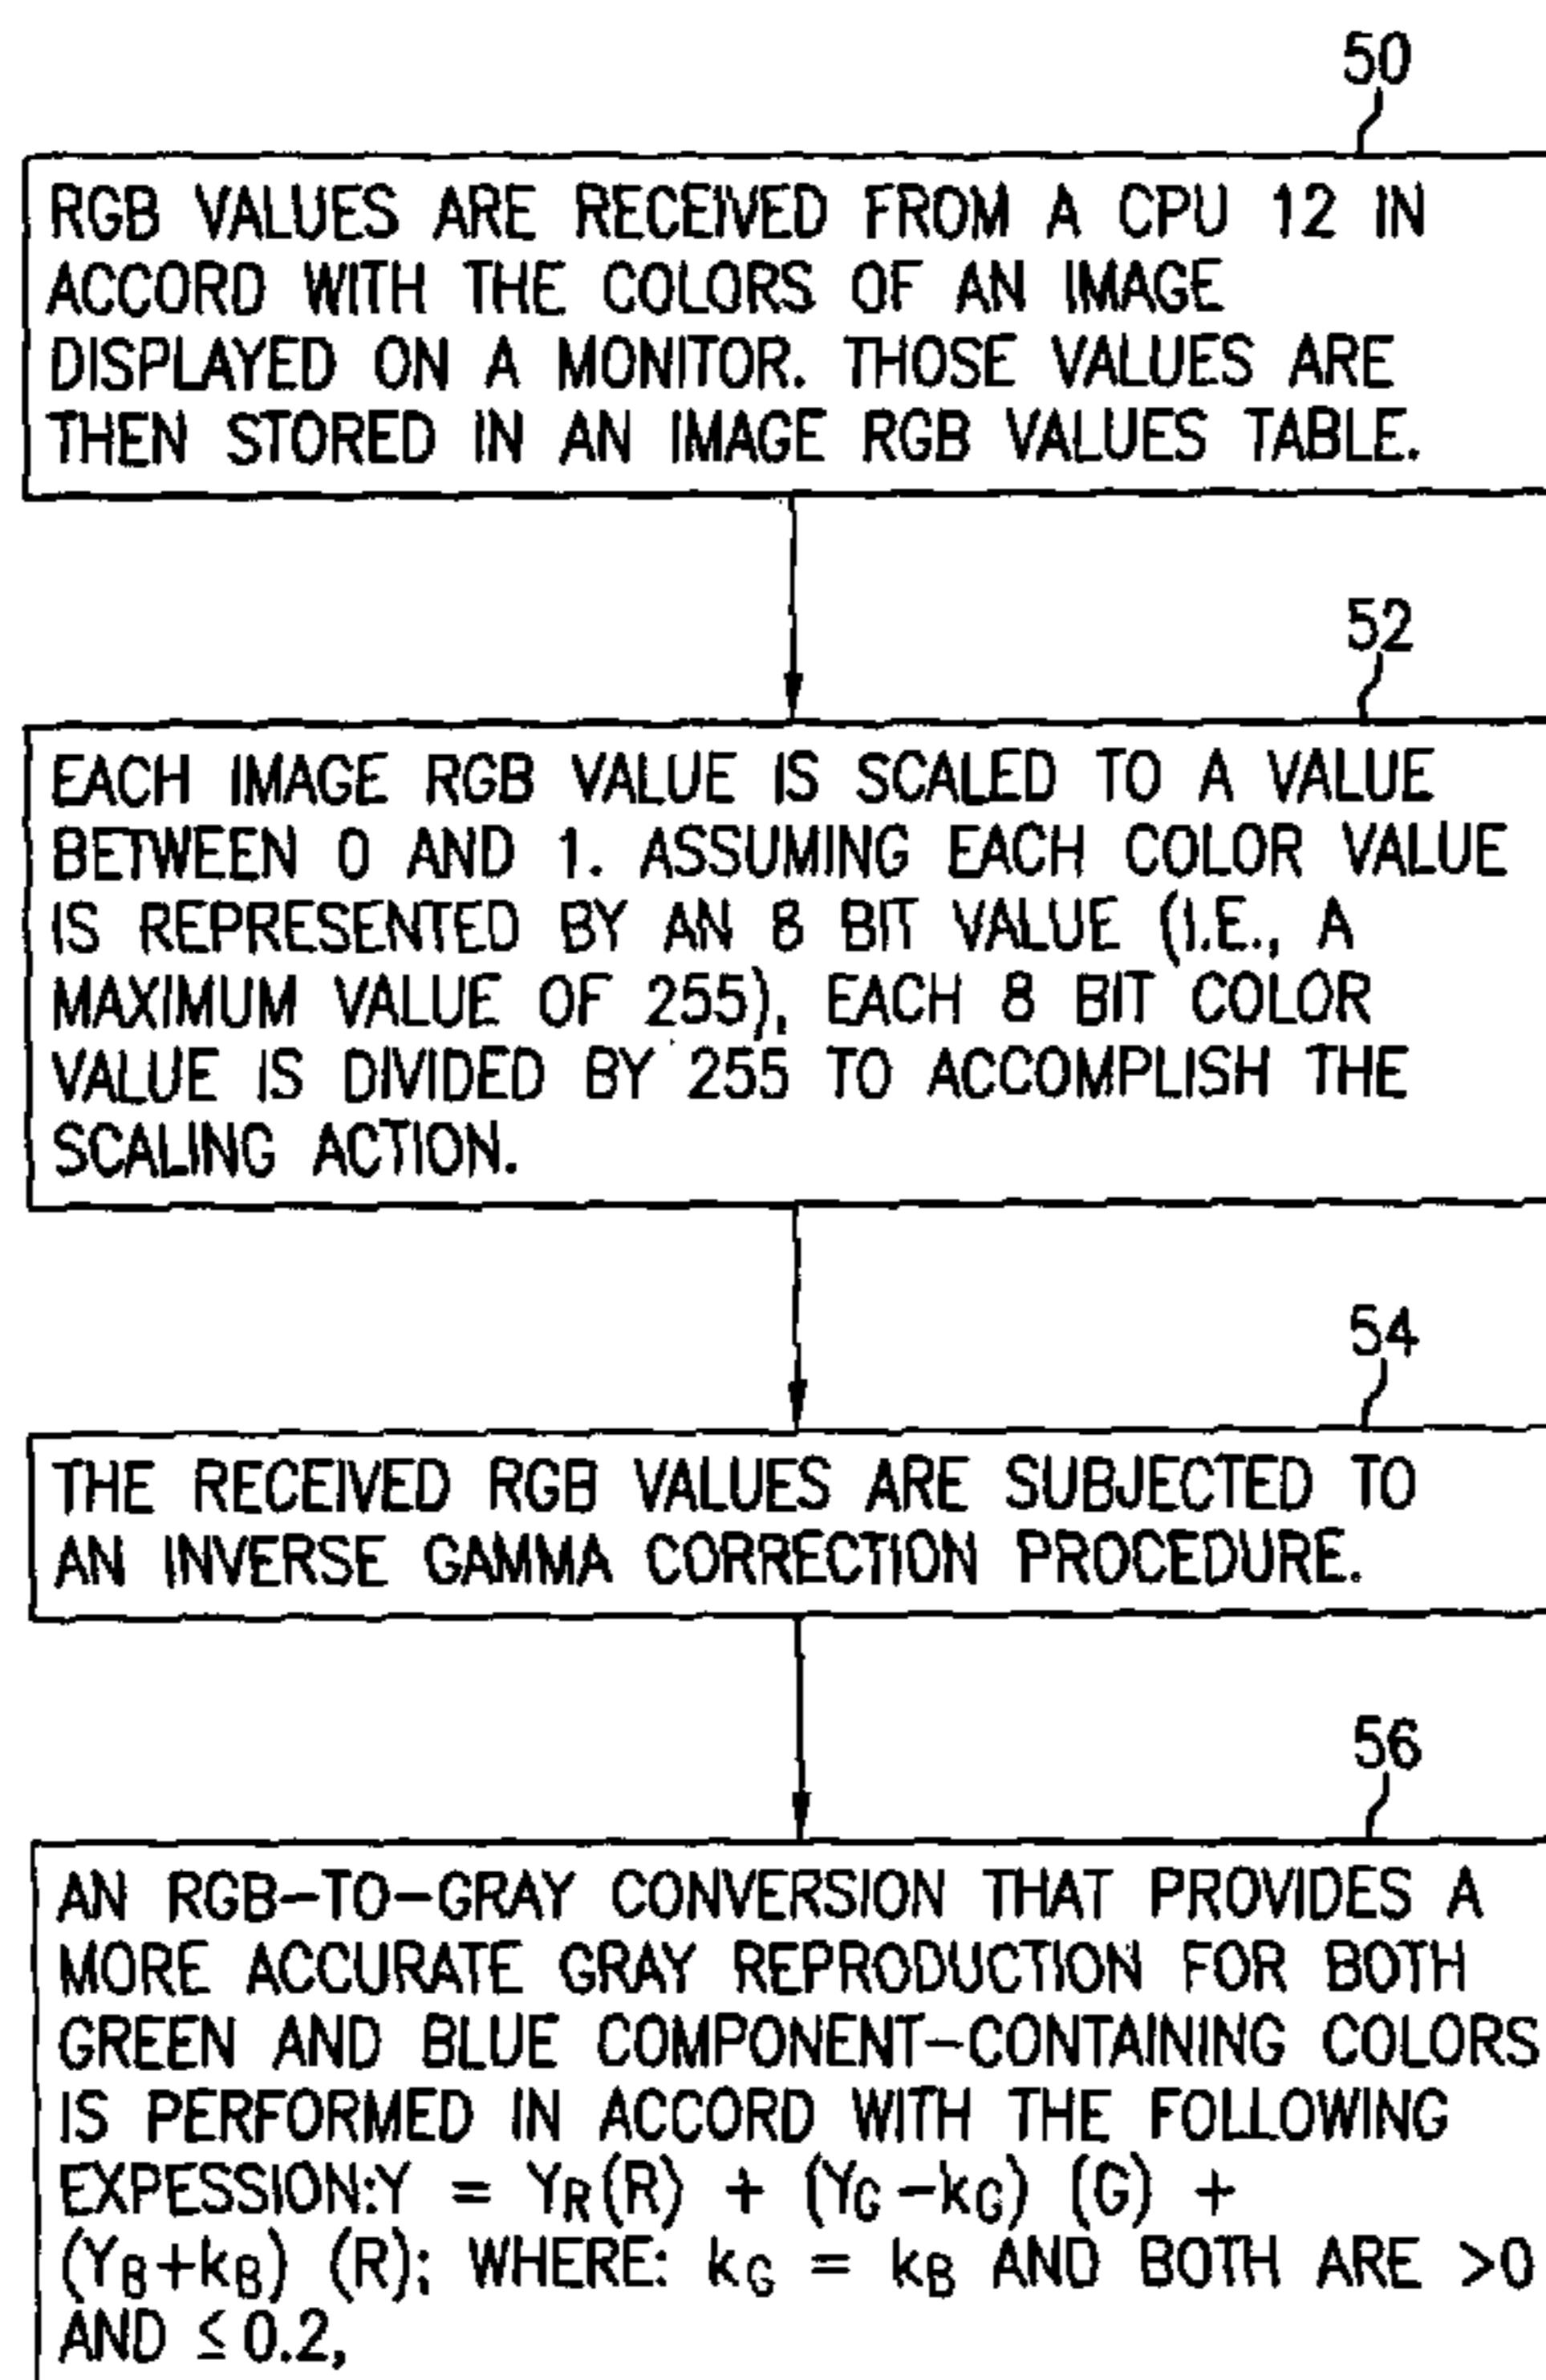 50
RGB VALUES ARE RECEIVED FROM A CPU 12 IN
ACCORD WITH THE COLORS OF AN IMAGE
DISPLAYED ON A MONITOR. THOSE VALUES ARE
THEN STORED IN AN IMAGE RGB VALUES TABLE.
52
EACH IMAGE RGB VALUE IS SCALED TO A VALUE
BETWEEN 0 AND 1. ASSUMING EACH COLOR VALUE
IS REPRESENTED BY AN 8 BIT VALUE (I.E., A
MAXIMUM VALUE OF 255), EACH 8 BIT COLOR
VALUE IS DIVIDED BY 255 TO ACCOMPLISH THE
SCALING ACTION.
54
THE RECEIVED RGB VALUES ARE SUBJECTED TO
AN INVERSE GAMMA CORRECTION PROCEDURE.
56
AN RGB-TO-GRAY CONVERSION THAT PROVIDES A
MORE ACCURATE GRAY REPRODUCTION FOR BOTH
GREEN AND BLUE COMPONENT-CONTAINING COLORS
IS PERFORMED IN ACCORD WITH THE FOLLOWING
EXPESSION:Y = YR(R) + (YG-kG) (G) +
(YB+kB) (R); WHERE: kG = kB AND BOTH ARE >0
AND ≤0.2,